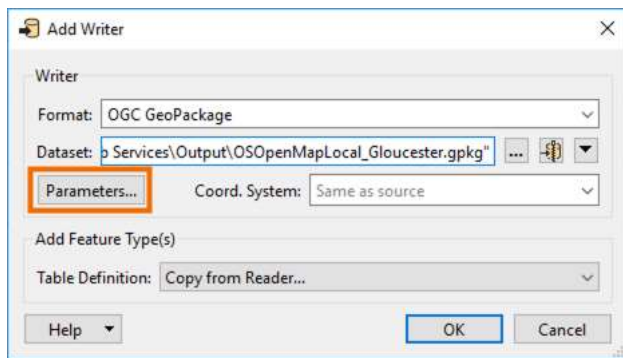 Add Writer
Writer
Format: OGC GeoPackage
Dataset: Services\Output\OSOpenMapLocal_Gloucester.gpkg" ...
Parameters... Coord. System: Same as source
Add Feature Type(s)
Table Definition: Copy from Reader...
Help OK Cancel